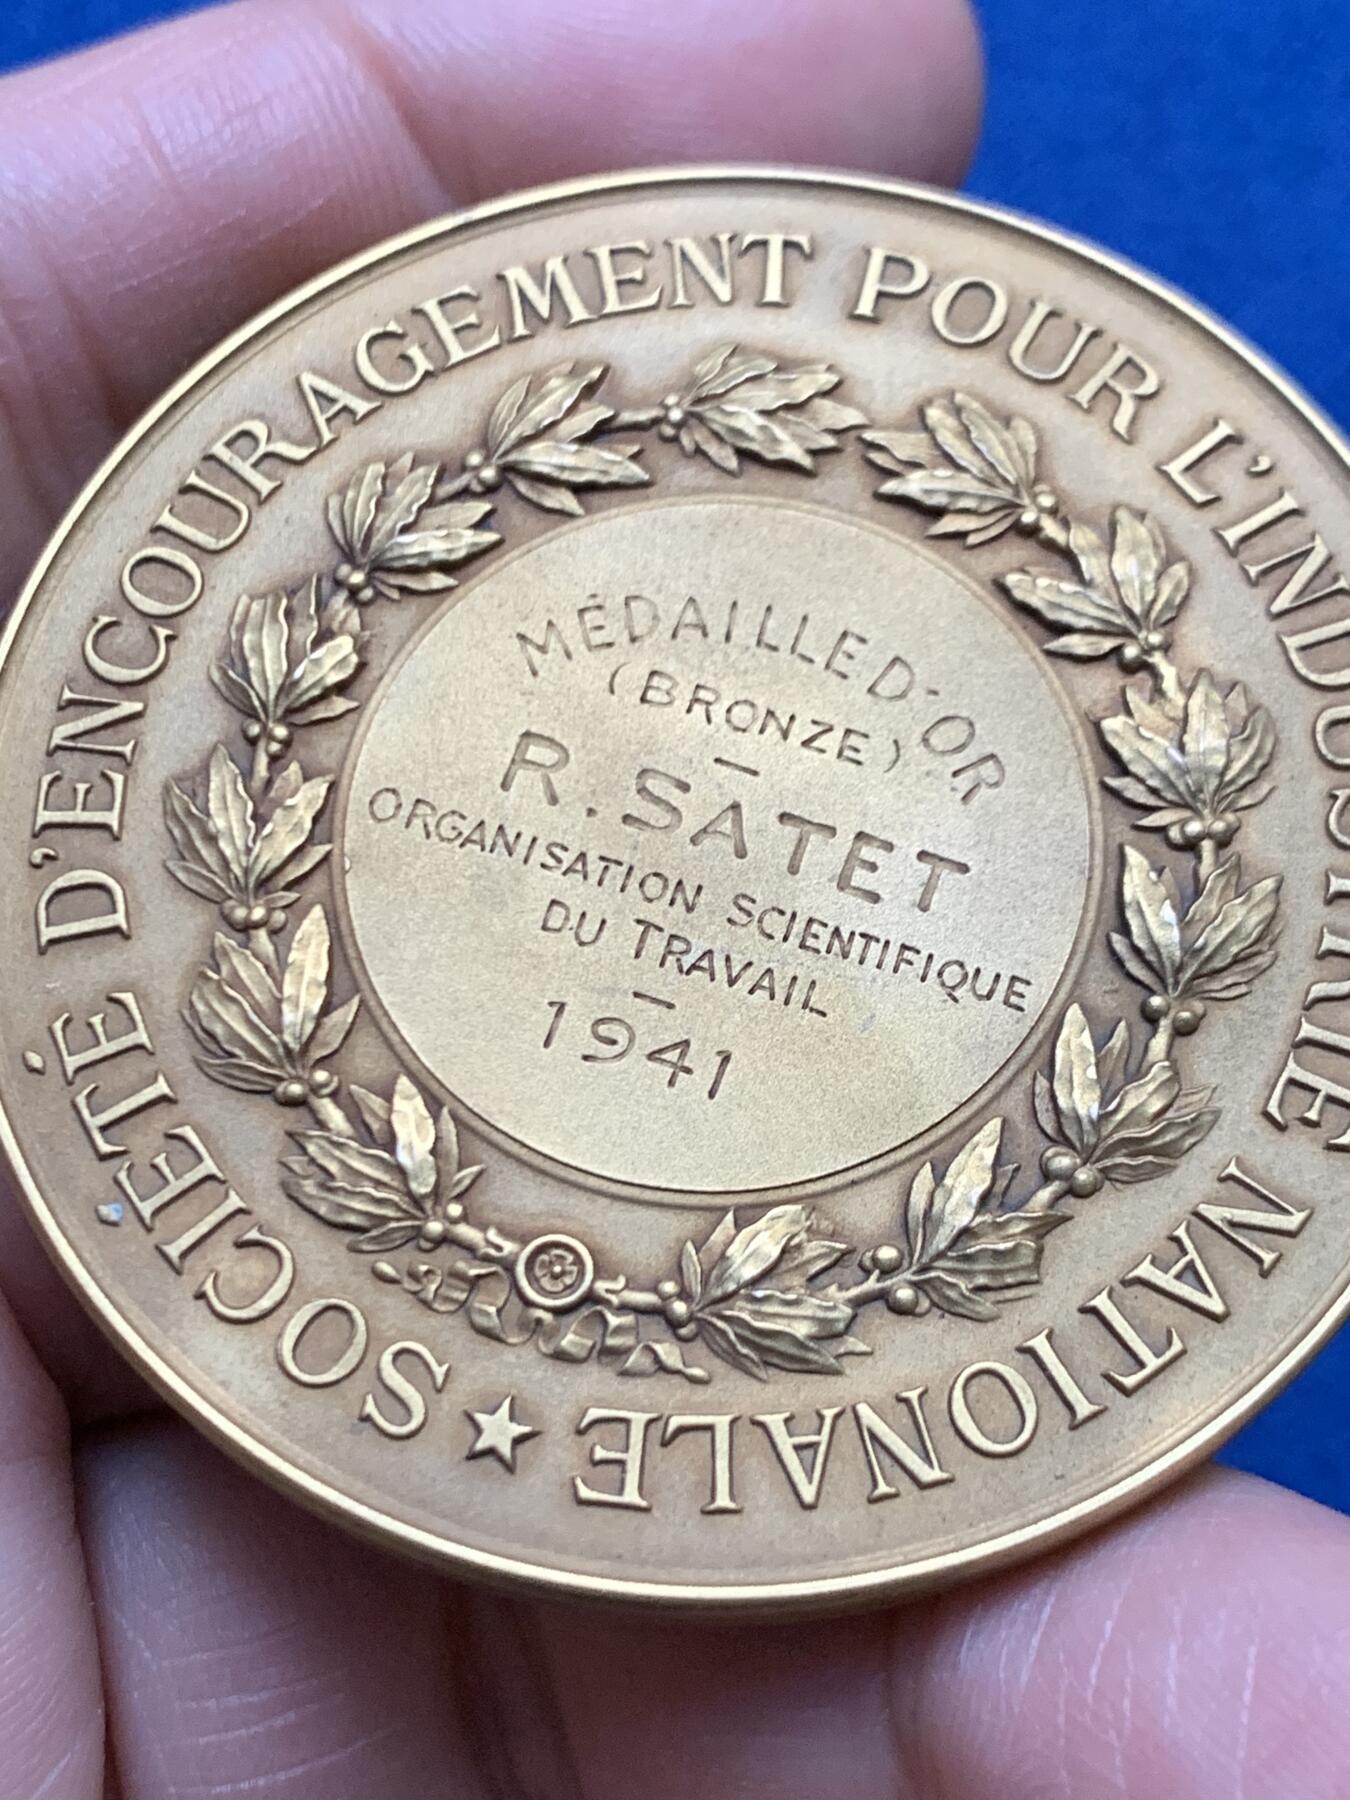 SOCIÉTÉ D'ENCOURAGEMENT POUR L'INDUSTRIE NATIONALE ★
MÉDAILLE D'OR
(BRONZE)
—
R. SATET
ORGANISATION SCIENTIFIQUE
DU TRAVAIL
—
1941